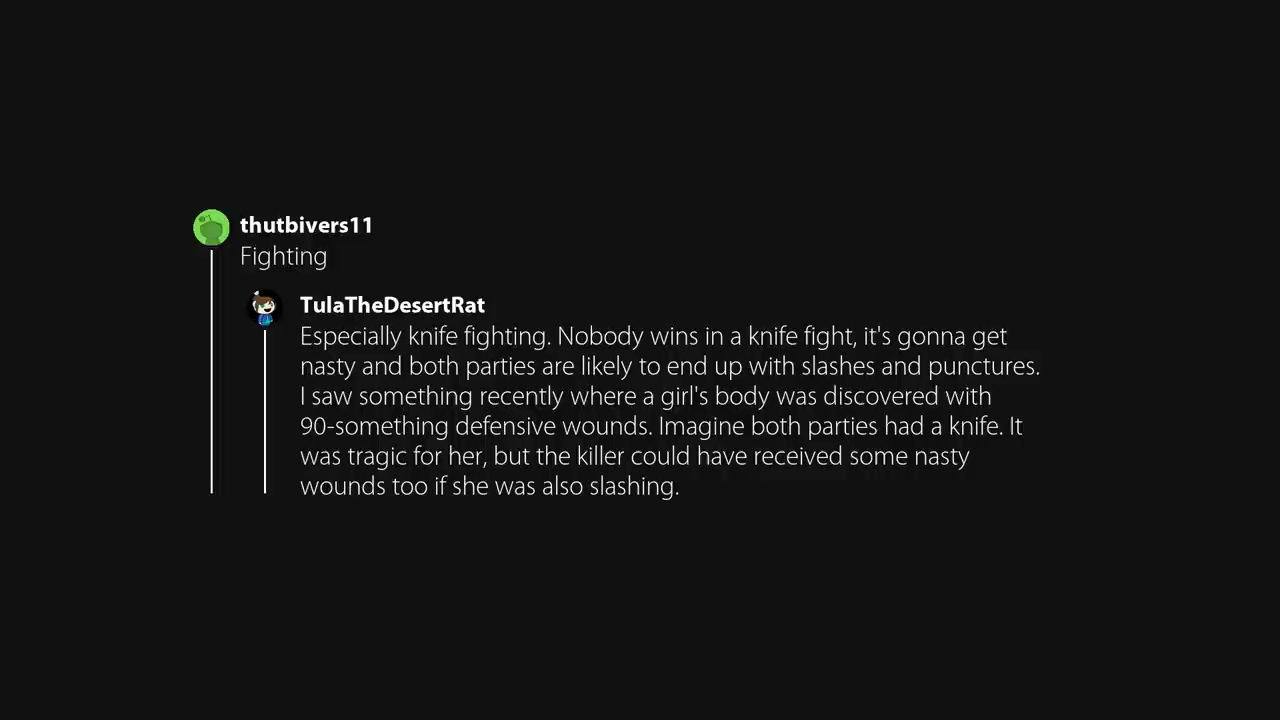 thutbivers11
Fighting
TulaTheDesertRat
Especially knife fighting. Nobody wins in a knife fight, it's gonna get
nasty and both parties are likely to end up with slashes and punctures.
I saw something recently where a girl's body was discovered with
90-something defensive wounds. Imagine both parties had a knife. It
was tragic for her, but the killer could have received some nasty
wounds too if she was also slashing.